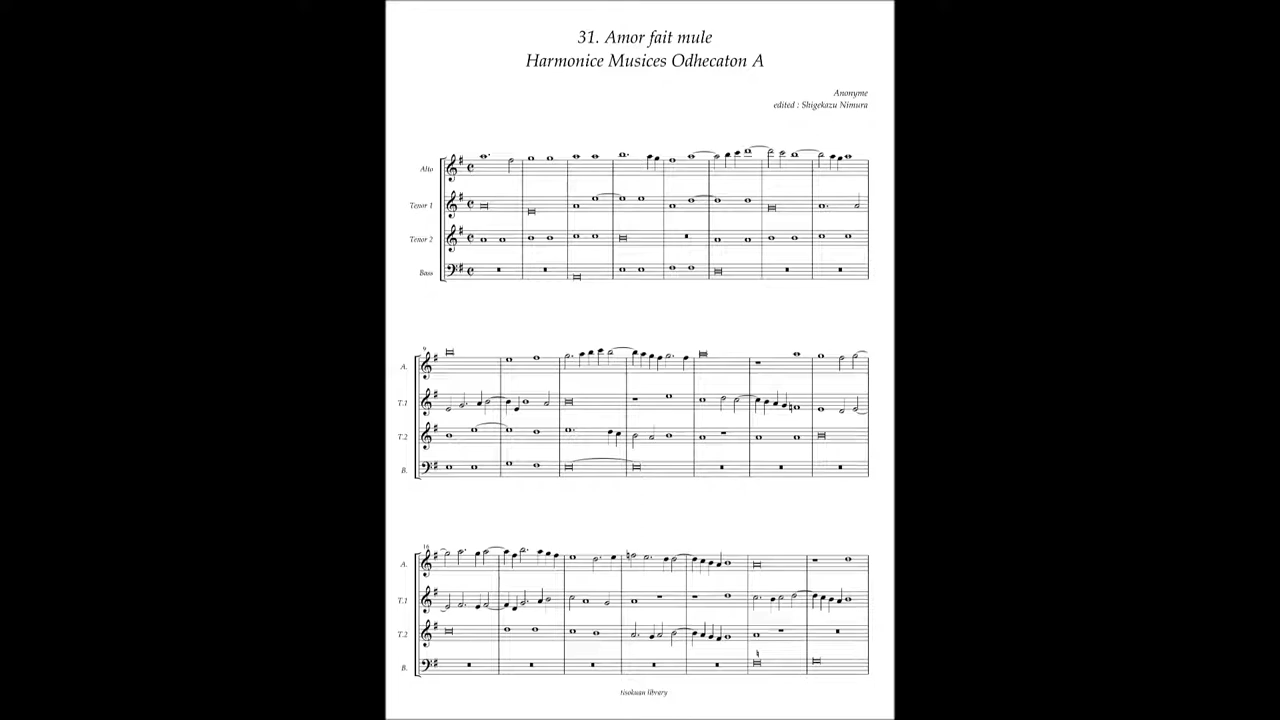 31. Amor fait mule
Harmonice Musices Odhecaton A
Anonyme
edited : Shigekazu Nimura
Alto
Tenor 1
Tenor 2
Bass
9
A.
T.1
T.2
B.
16
A.
T.1
T.2
B.
Tisokuan library